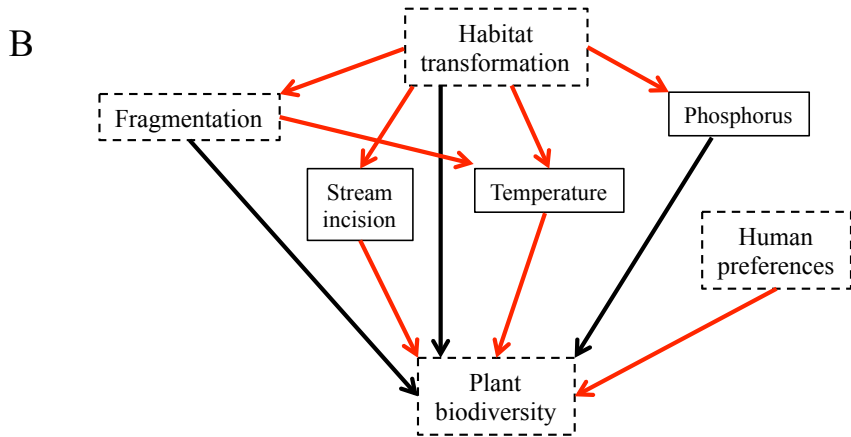 B
Habitat
transformation
Fragmentation
Phosphorus
Stream
incision
Temperature
Human
preferences
Plant
biodiversity